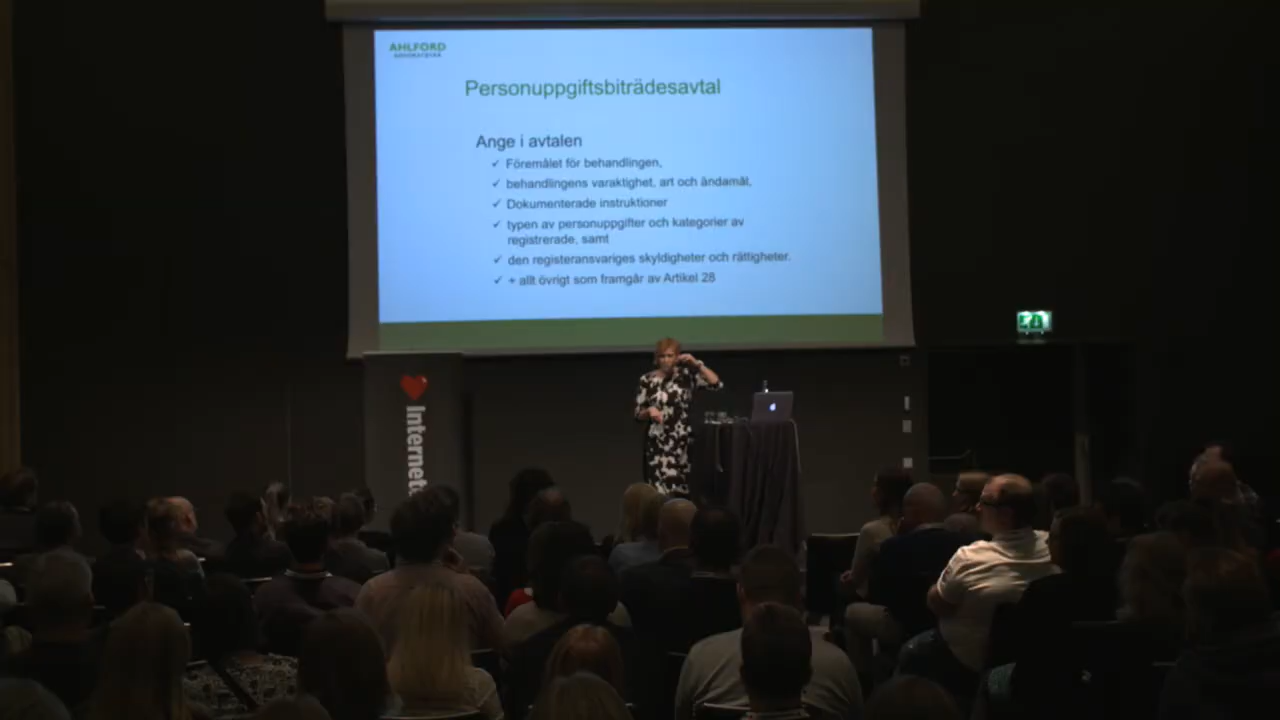 AHLFORD
ADVOKATBYRÅ
Personuppgiftsbiträdesavtal
Ange i avtalen
✓ Föremålet för behandlingen,
✓ behandlingens varaktighet, art och ändamål,
✓ Dokumenterade instruktioner
✓ typen av personuppgifter och kategorier av
registrerade, samt
✓ den registeransvariges skyldigheter och rättigheter.
✓ + allt övrigt som framgår av Artikel 28
Internet